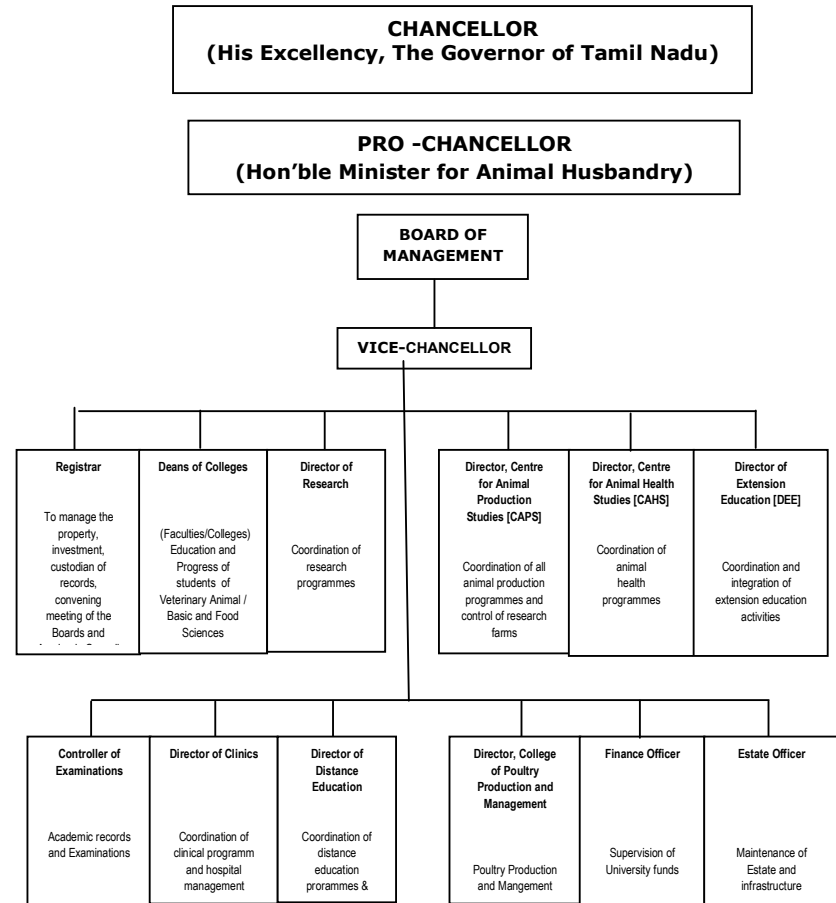 CHANCELLOR
(His Excellency, The Governor of Tamil Nadu)
PRO -CHANCELLOR
(Hon’ble Minister for Animal Husbandry)
BOARD OF
MANAGEMENT
VICE-CHANCELLOR
Registrar
To manage the
property,
investment,
custodian of
records,
convening
meeting of the
Boards and
Deans of Colleges
(Faculties/Colleges)
Education and
Progress of
students of
Veterinary Animal /
Basic and Food
Sciences
Director of
Research
Coordination of
research
programmes
Director, Centre
for Animal
Production
Studies [CAPS]
Coordination of all
animal production
programmes and
control of research
farms
Director, Centre
for Animal Health
Studies [CAHS]
Coordination of
animal
health
programmes
Director of
Extension
Education [DEE]
Coordination and
integration of
extension education
activities
Controller of
Examinations
Academic records
and Examinations
Director of Clinics
Coordination of
clinical programm
and hospital
management
Director of
Distance
Education
Coordination of
distance
education
prorammes &
Director, College
of Poultry
Production and
Management
Poultry Production
and Mangement
Finance Officer
Supervision of
University funds
Estate Officer
Maintenance of
Estate and
infrastructure